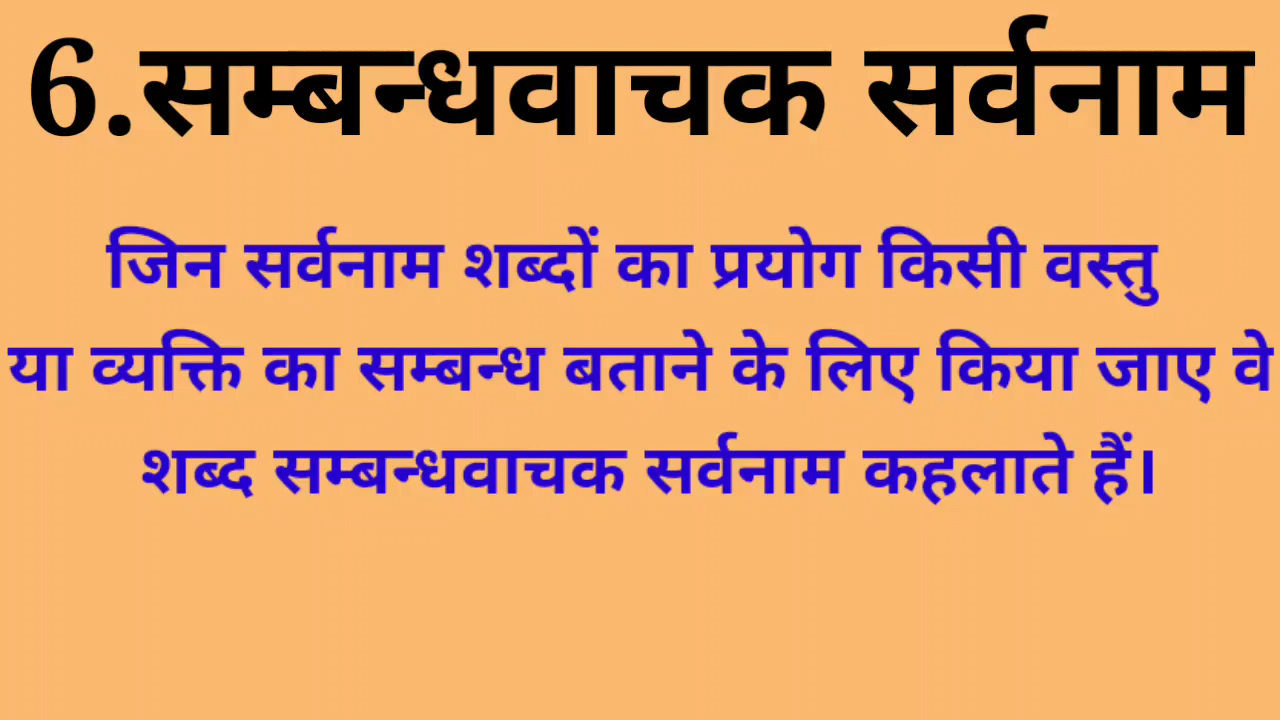 6.सम्बन्धवाचक सर्वनाम
जिन सर्वनाम शब्दों का प्रयोग किसी वस्तु
या व्यक्ति का सम्बन्ध बताने के लिए किया जाए वे
शब्द सम्बन्धवाचक सर्वनाम कहलाते हैं।